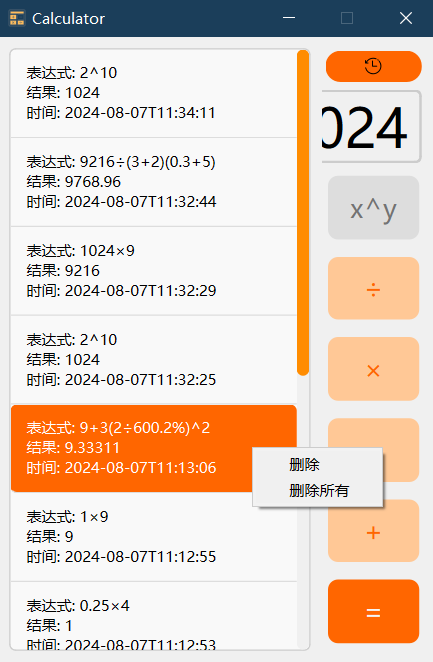 Calculator
表达式: 2^10
结果: 1024
时间: 2024-08-07T11:34:11
表达式: 9216÷(3+2)(0.3+5)
结果: 9768.96
时间: 2024-08-07T11:32:44
表达式: 1024×9
结果: 9216
时间: 2024-08-07T11:32:29
表达式: 2^10
结果: 1024
时间: 2024-08-07T11:32:25
表达式: 9+3(2÷600.2%)^2
结果: 9.33311
时间: 2024-08-07T11:13:06
表达式: 1×9
结果: 9
时间: 2024-08-07T11:12:55
表达式: 0.25×4
结果: 1
时间: 2024-08-07T11:12:53
删除
删除所有
024
x^y
÷
×
+
=